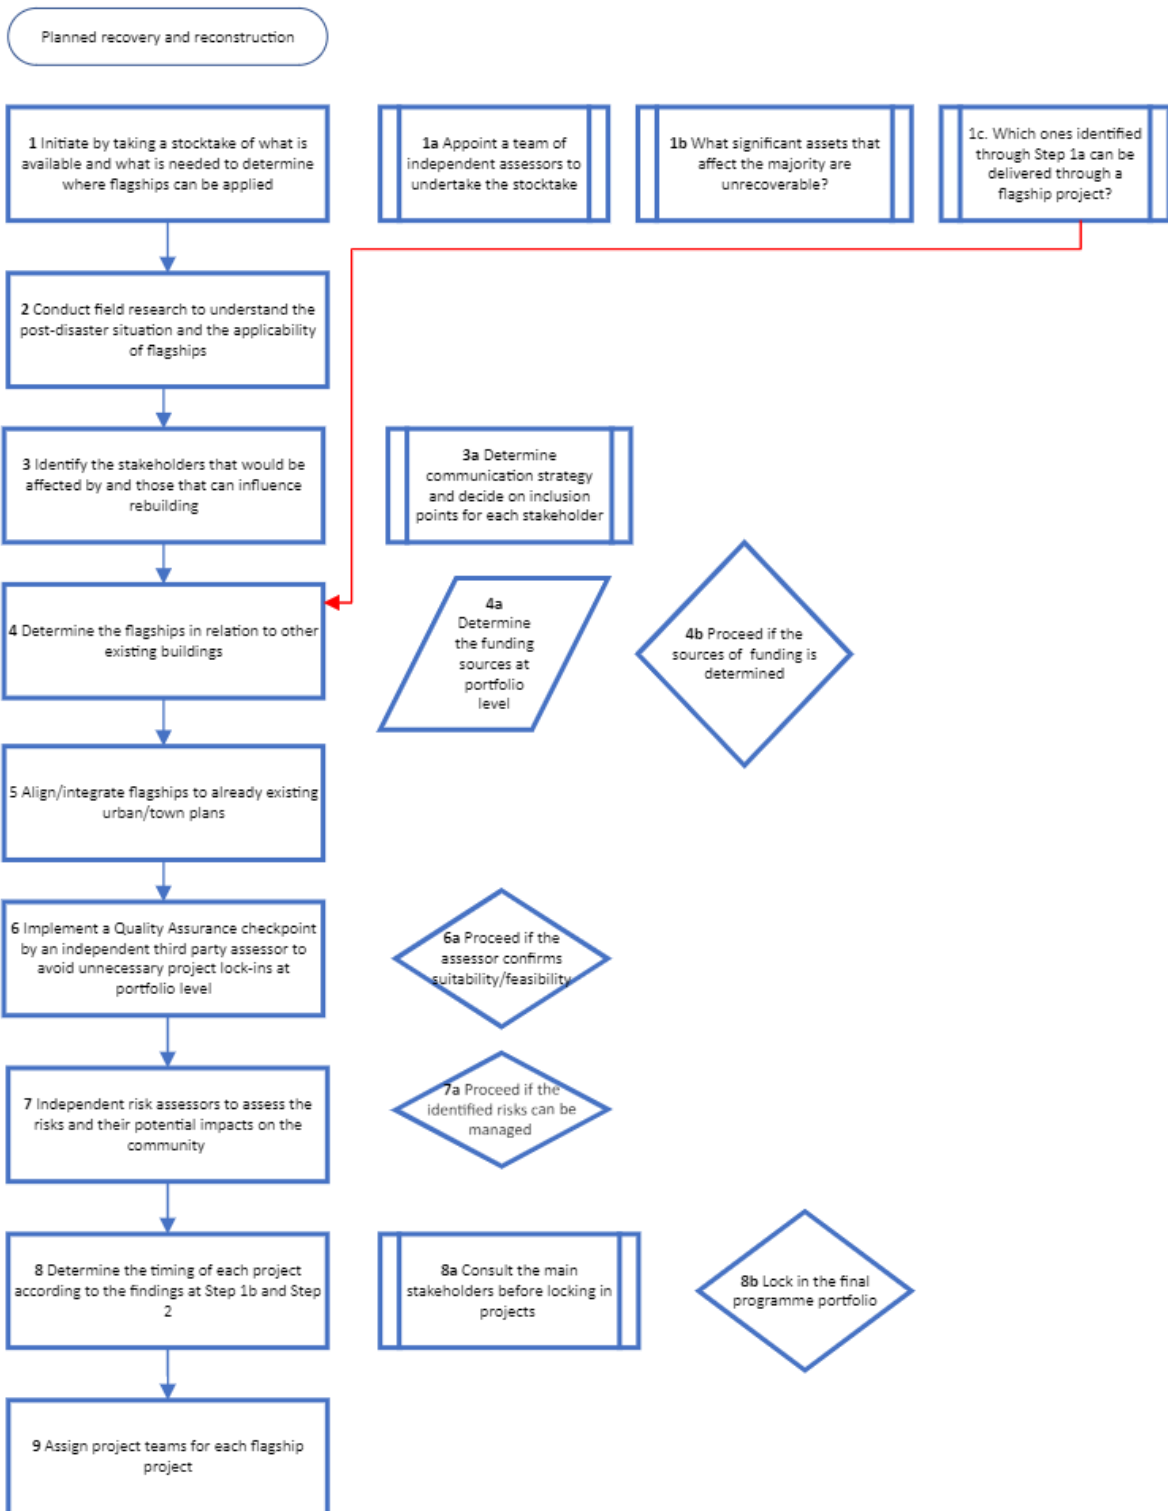 Planned recovery and reconstruction
1 Initiate by taking a stocktake of what is
available and what is needed to determine
where flagships can be applied
1a Appoint a team of
independent assessors to
undertake the stocktake
1b What significant assets that
affect the majority are
unrecoverable?
1c. Which ones identified
through Step 1a can be
delivered through a
flagship project?
2 Conduct field research to understand the
post-disaster situation and the applicability
of flagships
3 Identify the stakeholders that would be
affected by and those that can influence
rebuilding
3a Determine
communication strategy
and decide on inclusion
points for each stakeholder
4 Determine the flagships in relation to other
existing buildings
4a
Determine
the funding
sources at
portfolio
level
4b Proceed if the
sources of funding is
determined
5 Align/integrate flagships to already existing
urban/town plans
6 Implement a Quality Assurance checkpoint
by an independent third party assessor to
avoid unnecessary project lock-ins at
portfolio level
6a Proceed if the
assessor confirms
suitability/feasibility
7 Independent risk assessors to assess the
risks and their potential impacts on the
community
7a Proceed if the
identified risks can be
managed
8 Determine the timing of each project
according to the findings at Step 1b and Step
2
8a Consult the main
stakeholders before locking in
projects
8b Lock in the final
programme portfolio
9 Assign project teams for each flagship
project